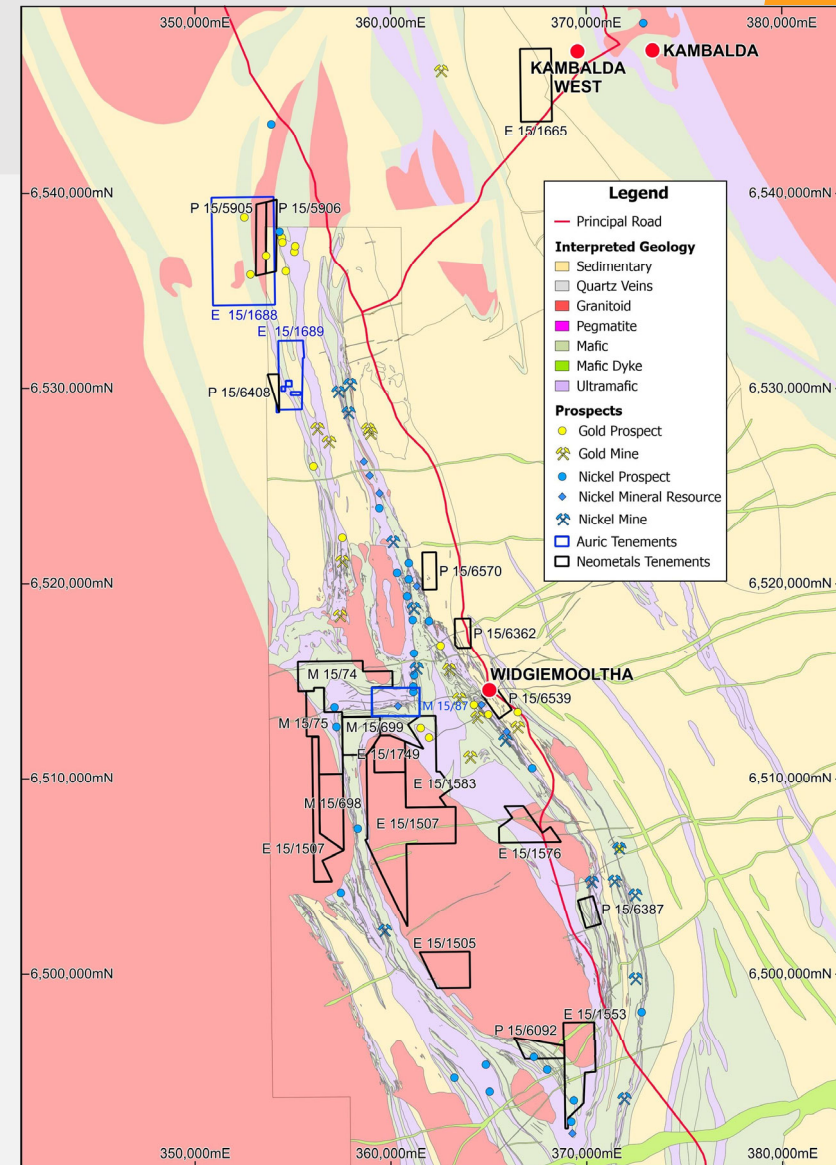 350,000mE
360,000mE
370,000mE
380,000mE
KAMBALDA
WEST
KAMBALDA
E 15/1665
6,540,000mN
6,540,000mN
P 15/5905
P 15/5906
E 15/1688
E 15/1689
Legend
Principal Road
Interpreted Geology
Sedimentary
Quartz Veins
Granitoid
Pegmatite
Mafic
Mafic Dyke
Ultramafic
Prospects
Gold Prospect
Gold Mine
Nickel Prospect
Nickel Mineral Resource
Nickel Mine
Auric Tenements
Neometals Tenements
6,530,000mN
6,530,000mN
P 15/6408
6,520,000mN
6,520,000mN
P 15/6570
P 15/6362
WIDGIEMOOLTHA
M 15/74
P 15/6539
M 15/87
M 15/75
M 15/699
E 15/1749
6,510,000mN
6,510,000mN
E 15/1583
M 15/698
E 15/1507
E 15/1507
E 15/1576
P 15/6387
E 15/1505
6,500,000mN
6,500,000mN
E 15/1553
P 15/6092
350,000mE
360,000mE
370,000mE
380,000mE